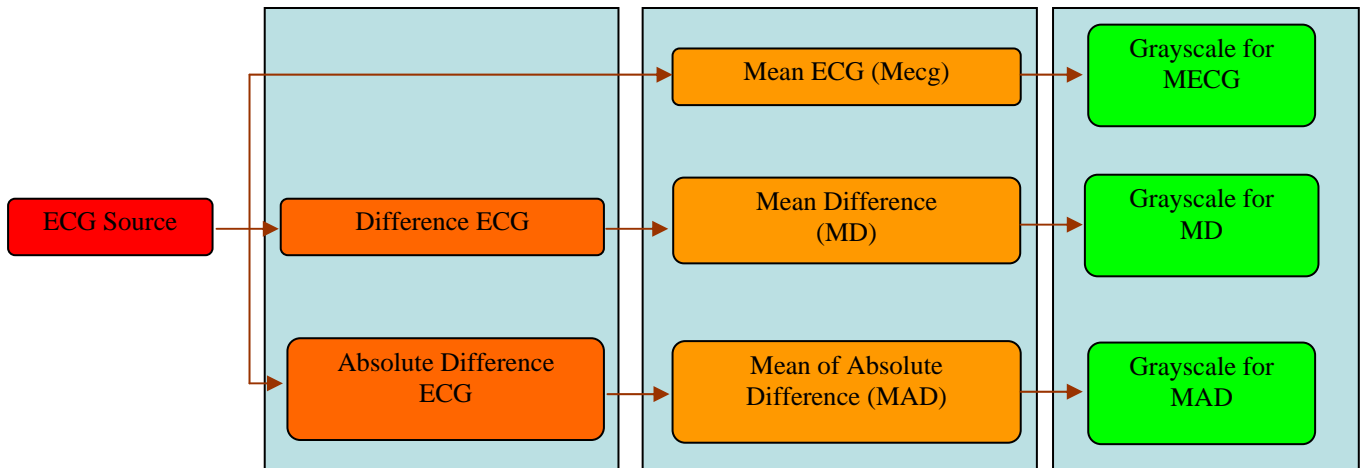 Mean ECG (Mecg)
Grayscale for
MECG
ECG Source
Difference ECG
Mean Difference
(MD)
Grayscale for
MD
Absolute Difference
ECG
Mean of Absolute
Difference (MAD)
Grayscale for
MAD